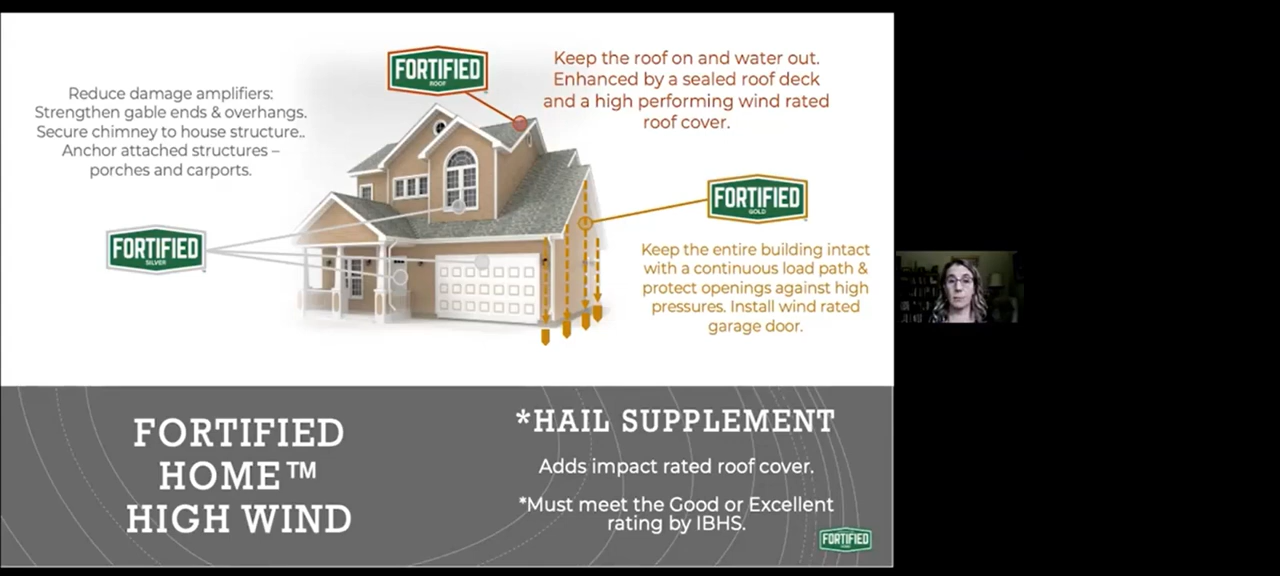 FORTIFIED
ROOF
Keep the roof on and water out.
Enhanced by a sealed roof deck
and a high performing wind rated
roof cover.
Reduce damage amplifiers:
Strengthen gable ends & overhangs.
Secure chimney to house structure..
Anchor attached structures –
porches and carports.
FORTIFIED
SILVER
FORTIFIED
GOLD
Keep the entire building intact
with a continuous load path &
protect openings against high
pressures. Install wind rated
garage door.
FORTIFIED
HOME™
HIGH WIND
*HAIL SUPPLEMENT
Adds impact rated roof cover.
*Must meet the Good or Excellent
rating by IBHS.
FORTIFIED